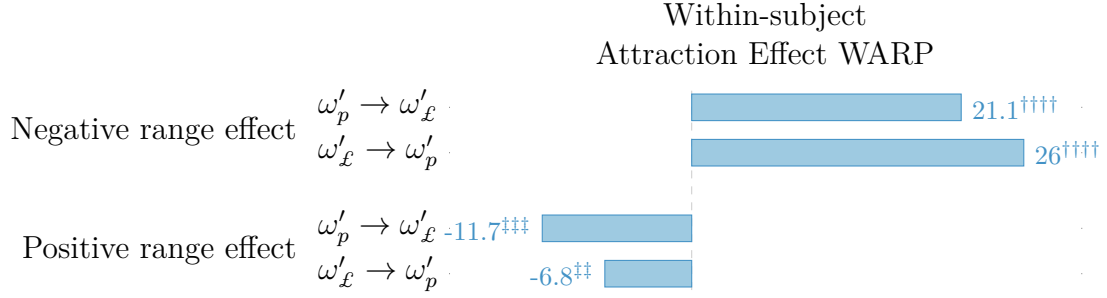 Within-subject
Attraction Effect WARP
Negative range effect
ω′ₚ → ω′£ 21.1††††
ω′£ → ω′ₚ 26††††
Positive range effect
ω′ₚ → ω′£ -11.7‡‡‡
ω′£ → ω′ₚ -6.8‡‡